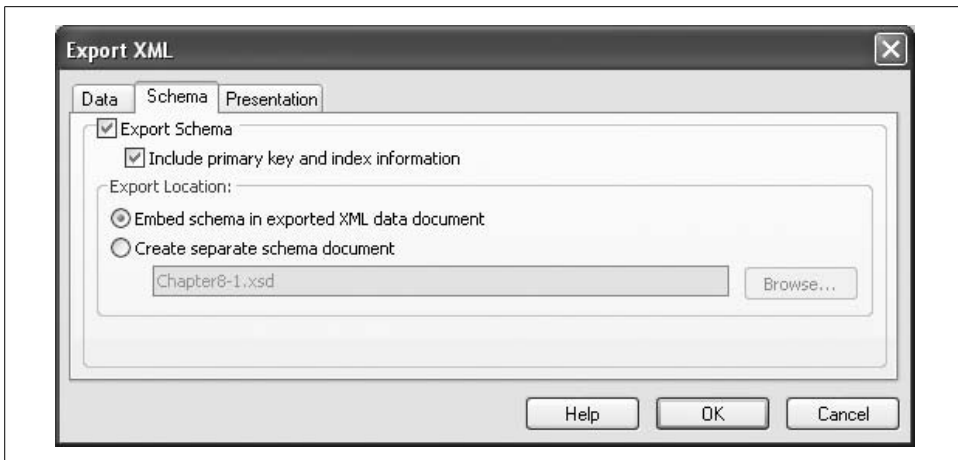 Export XML
Data Schema Presentation
Export Schema
Include primary key and index information
Export Location:
Embed schema in exported XML data document
Create separate schema document
Chapter8-1.xsd Browse...
Help OK Cancel